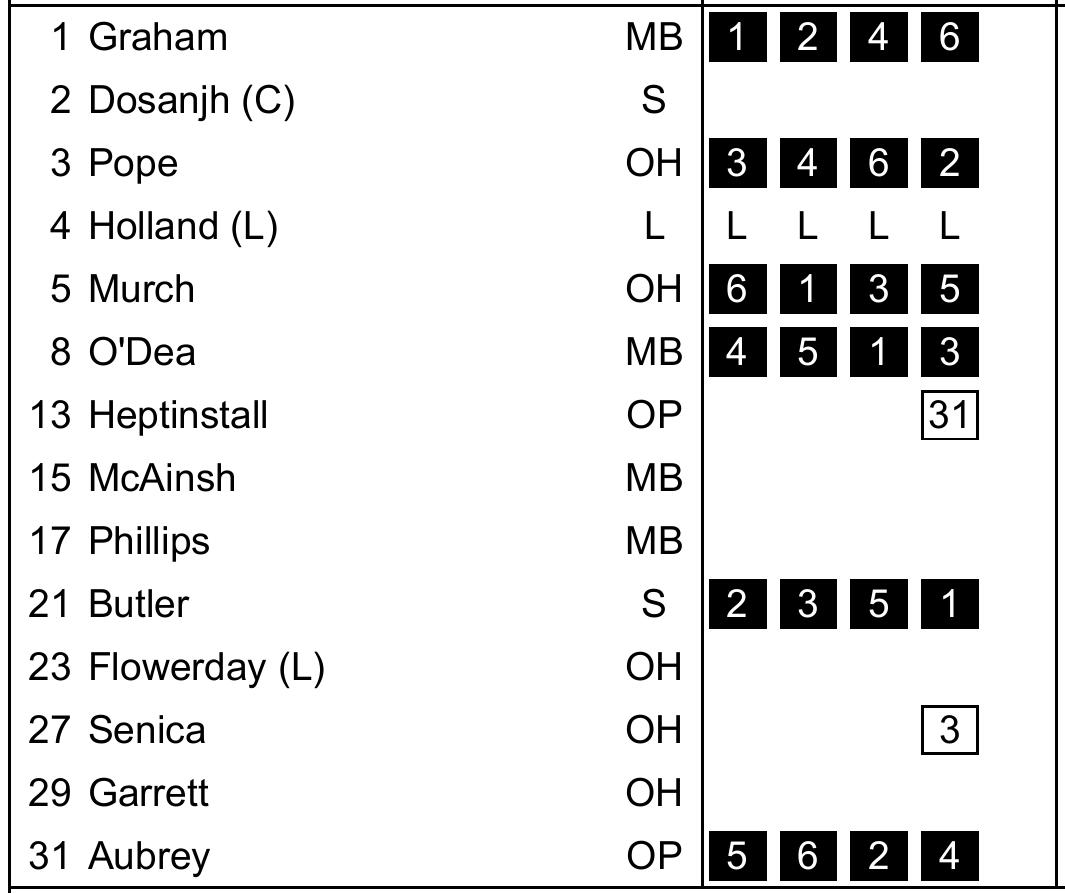 1 Graham MB 1 2 4 6
2 Dosanjh (C) S
3 Pope OH 3 4 6 2
4 Holland (L) L L L L L
5 Murch OH 6 1 3 5
8 O'Dea MB 4 5 1 3
13 Heptinstall OP 31
15 McAinsh MB
17 Phillips MB
21 Butler S 2 3 5 1
23 Flowerday (L) OH
27 Senica OH 3
29 Garrett OH
31 Aubrey OP 5 6 2 4